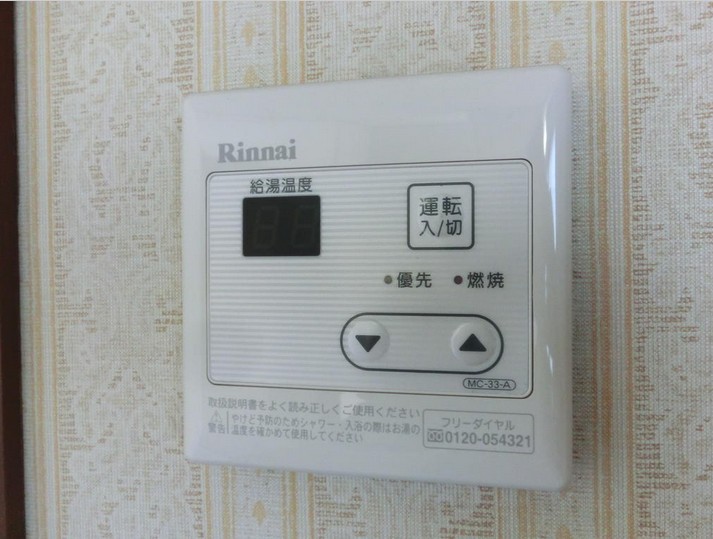 Rinnai
給湯温度
運転
入/切
優先 燃焼
▼ ▲
MC-33-A
取扱説明書をよく読み正しくご使用ください
⚠警告 やけど予防のためシャワー・入浴の際はお湯の
温度を確かめて使用してください
フリーダイヤル
0120-054321